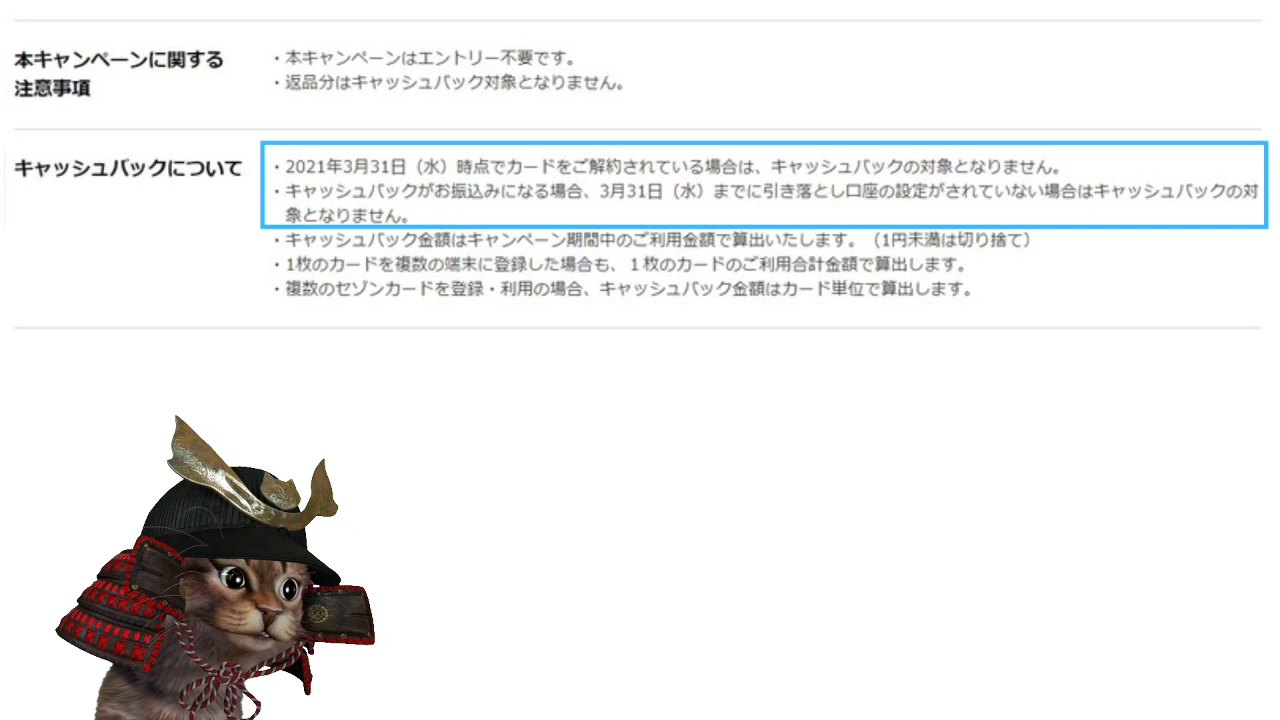 本キャンペーンに関する
注意事項
・本キャンペーンはエントリー不要です。
・返品分はキャッシュバック対象となりません。
キャッシュバックについて
・2021年3月31日（水）時点でカードをご解約されている場合は、キャッシュバックの対象となりません。
・キャッシュバックがお振込みになる場合、3月31日（水）までに引き落とし口座の設定がされていない場合はキャッシュバックの対
象となりません。
・キャッシュバック金額はキャンペーン期間中のご利用金額で算出いたします。（1円未満は切り捨て）
・1枚のカードを複数の端末に登録した場合も、１枚のカードのご利用合計金額で算出します。
・複数のセゾンカードを登録・利用の場合、キャッシュバック金額はカード単位で算出します。